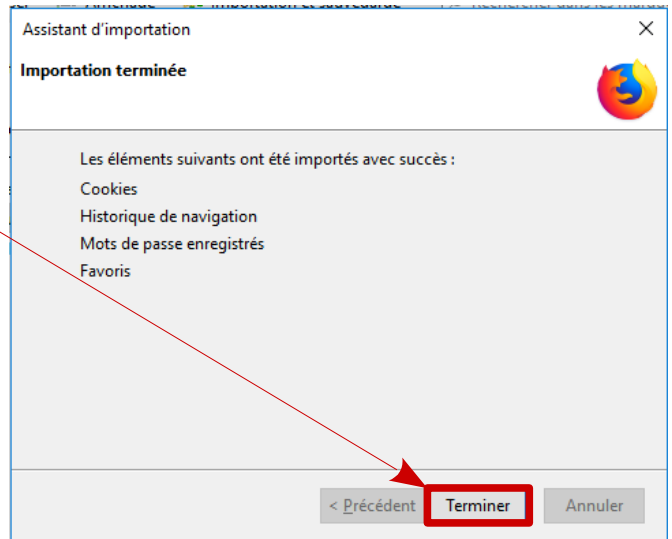 Assistant d'importation
Importation terminée
Les éléments suivants ont été importés avec succès :
Cookies
Historique de navigation
Mots de passe enregistrés
Favoris
< Précédent Terminer Annuler